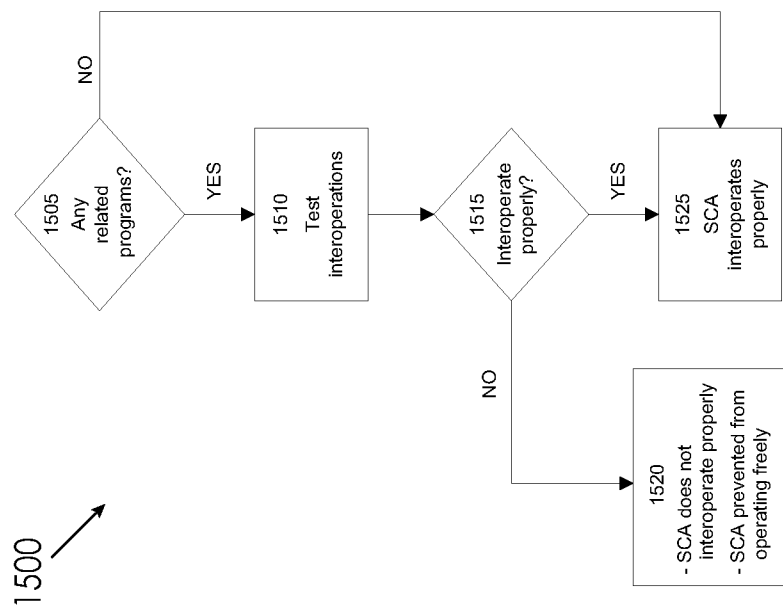 1500
1505
Any
related
programs?
NO
YES
1510
Test
interoperations
1515
Interoperate
properly?
NO
YES
1520
- SCA does not
interoperate properly
- SCA prevented from
operating freely
1525
SCA
interoperates
properly